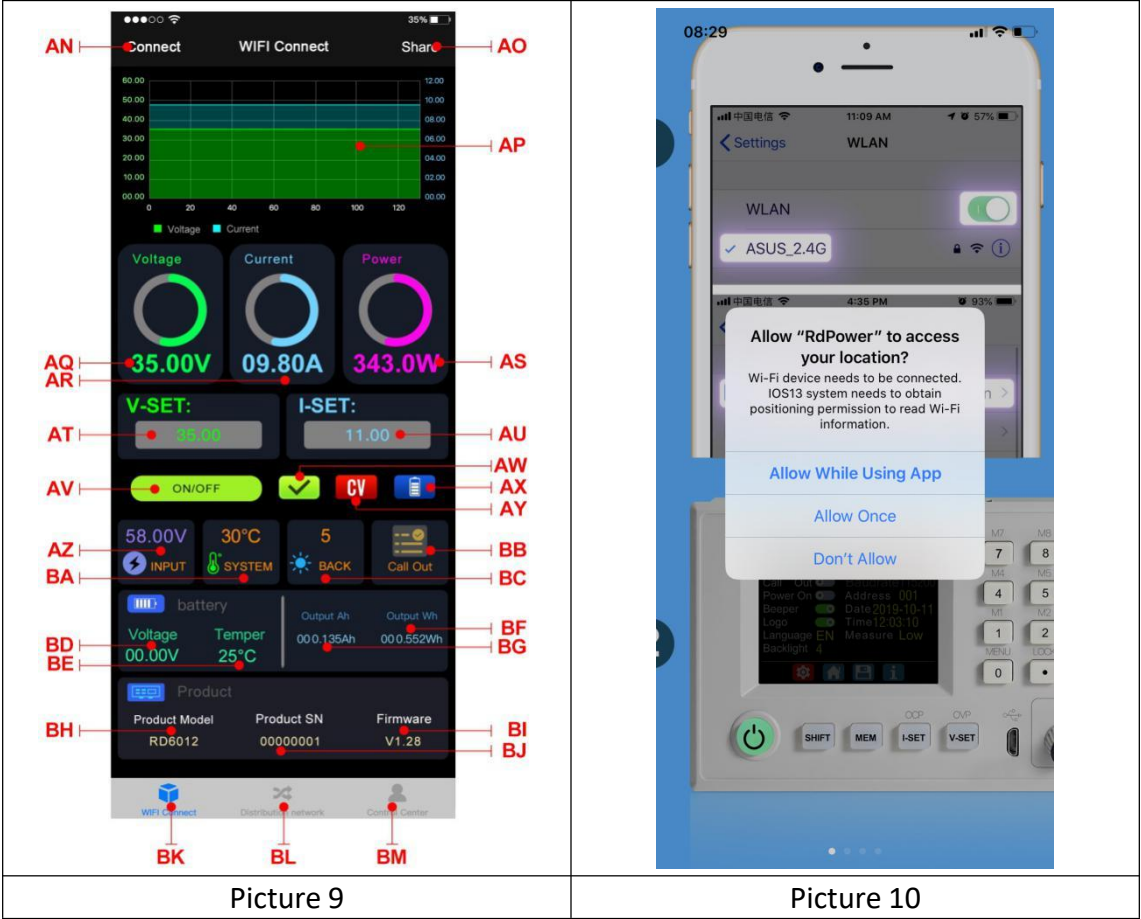 35%
AN Connect WIFI Connect Share AO
60.00 12.00
50.00 10.00
40.00 08.00
30.00 06.00
AP
20.00 04.00
10.00 02.00
00.00 00.00
0 20 40 60 80 100 120
Voltage Current
Voltage Current Power
AQ 35.00V 09.80A 343.0W AS
AR
V-SET: I-SET:
AT 35.00 11.00 AU
AW
AV ON/OFF CV AX
AY
58.00V 30°C 5
AZ BB
INPUT SYSTEM BACK Call Out
BA BC
battery
Output Ah Output Wh
BF
Voltage Temper 00 0.135Ah 00 0.552Wh
BD BG
00.00V 25°C
BE
Product
Product Model Product SN Firmware
BH BI
RD6012 00000001 V1.28
BJ
WIFI Connect Distribution network Control Center
BK BL BM
Picture 9
08:29
中国电信 11:09 AM 57%
Settings WLAN
WLAN
ASUS_2.4G
中国电信 4:35 PM 93%
Allow “RdPower” to access
your location?
Wi-Fi device needs to be connected.
IOS13 system needs to obtain
positioning permission to read Wi-Fi
information.
Allow While Using App
Allow Once
Don’t Allow
M7 M8
7 8
M4 M5
4 5
M1 M2
1 2
MENU LOCK
0
Call Out
Power On Address 001
Beeper Date 2019-10-11
Logo Time 12:03:10
Language EN Measure Low
Backlight 4
OCP OVP
SHIFT MEM I-SET V-SET
Picture 10